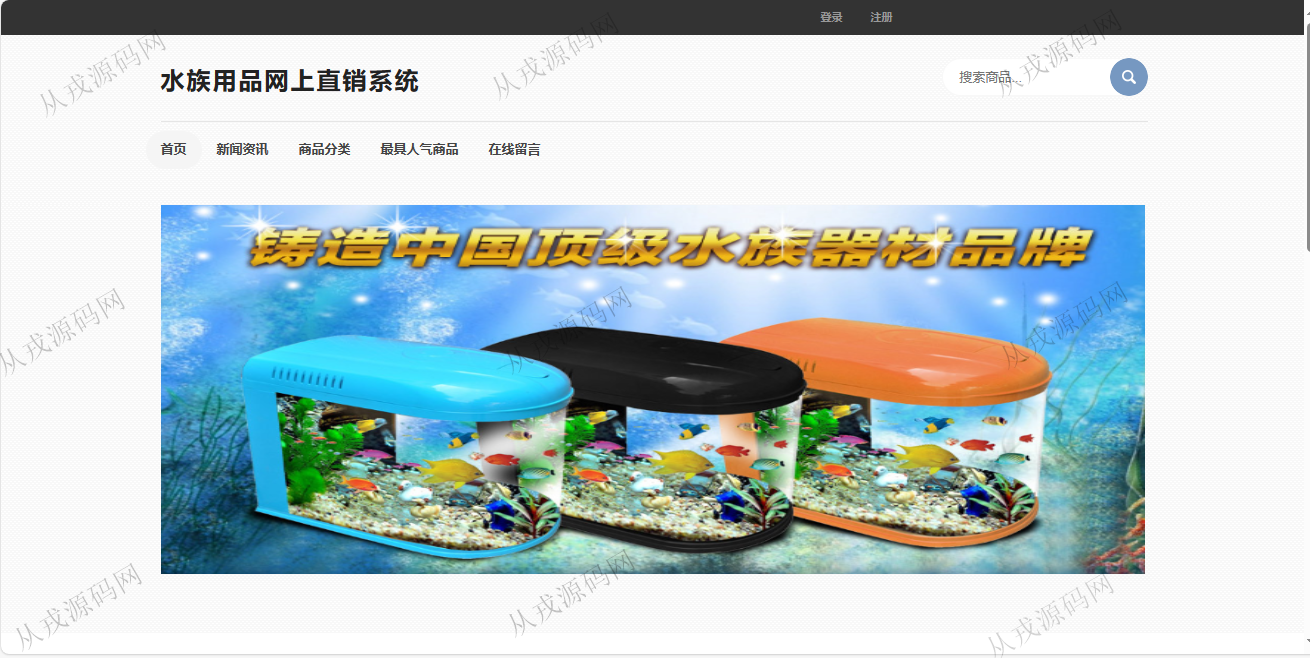 登录 注册
水族用品网上直销系统
搜索商品...
首页 新闻资讯 商品分类 最具人气商品 在线留言
铸造中国顶级水族器材品牌
从戎源码网
从戎源码网
从戎源码网
从戎源码网
从戎源码网
从戎源码网
从戎源码网
从戎源码网
从戎源码网